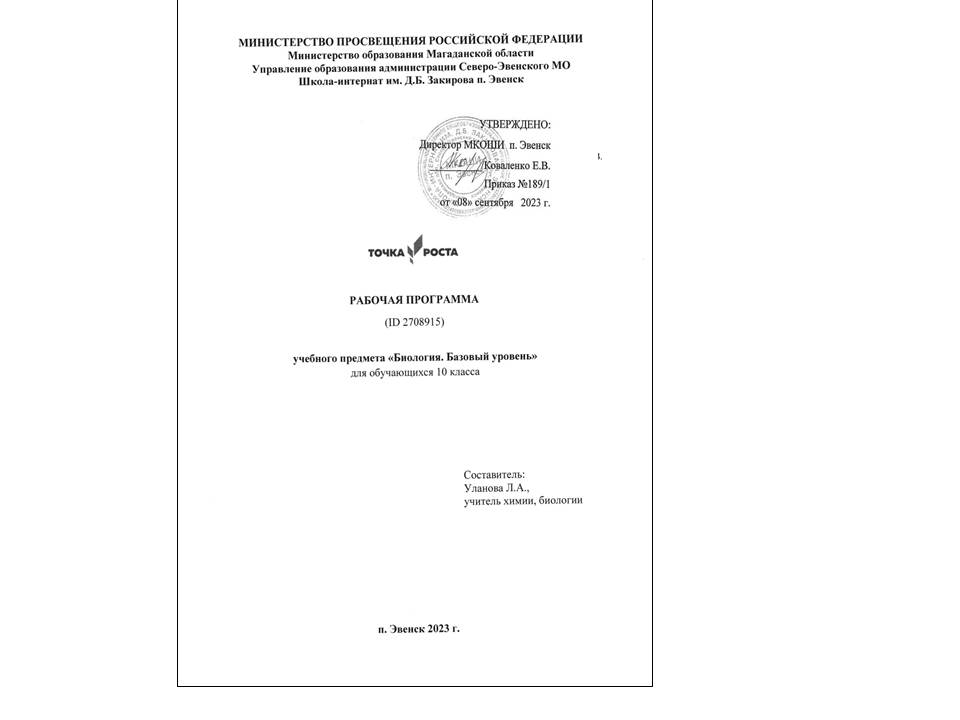 МИНИСТЕРСТВО ПРОСВЕЩЕНИЯ РОССИЙСКОЙ ФЕДЕРАЦИИ
Министерство образования Магаданской области
Управление образования администрации Северо-Эвенского МО
Школа-интернат им. Д.Б. Закирова п. Эвенск
УТВЕРЖДЕНО:
Директор МКОШИ п. Эвенск
Коваленко Е.В.
Приказ №189/1
от «08» сентября 2023 г.
ТОЧКА РОСТА
РАБОЧАЯ ПРОГРАММА
(ID 2708915)
учебного предмета «Биология. Базовый уровень»
для обучающихся 10 класса
Составитель:
Уланова Л.А.,
учитель химии, биологии
п. Эвенск 2023 г.